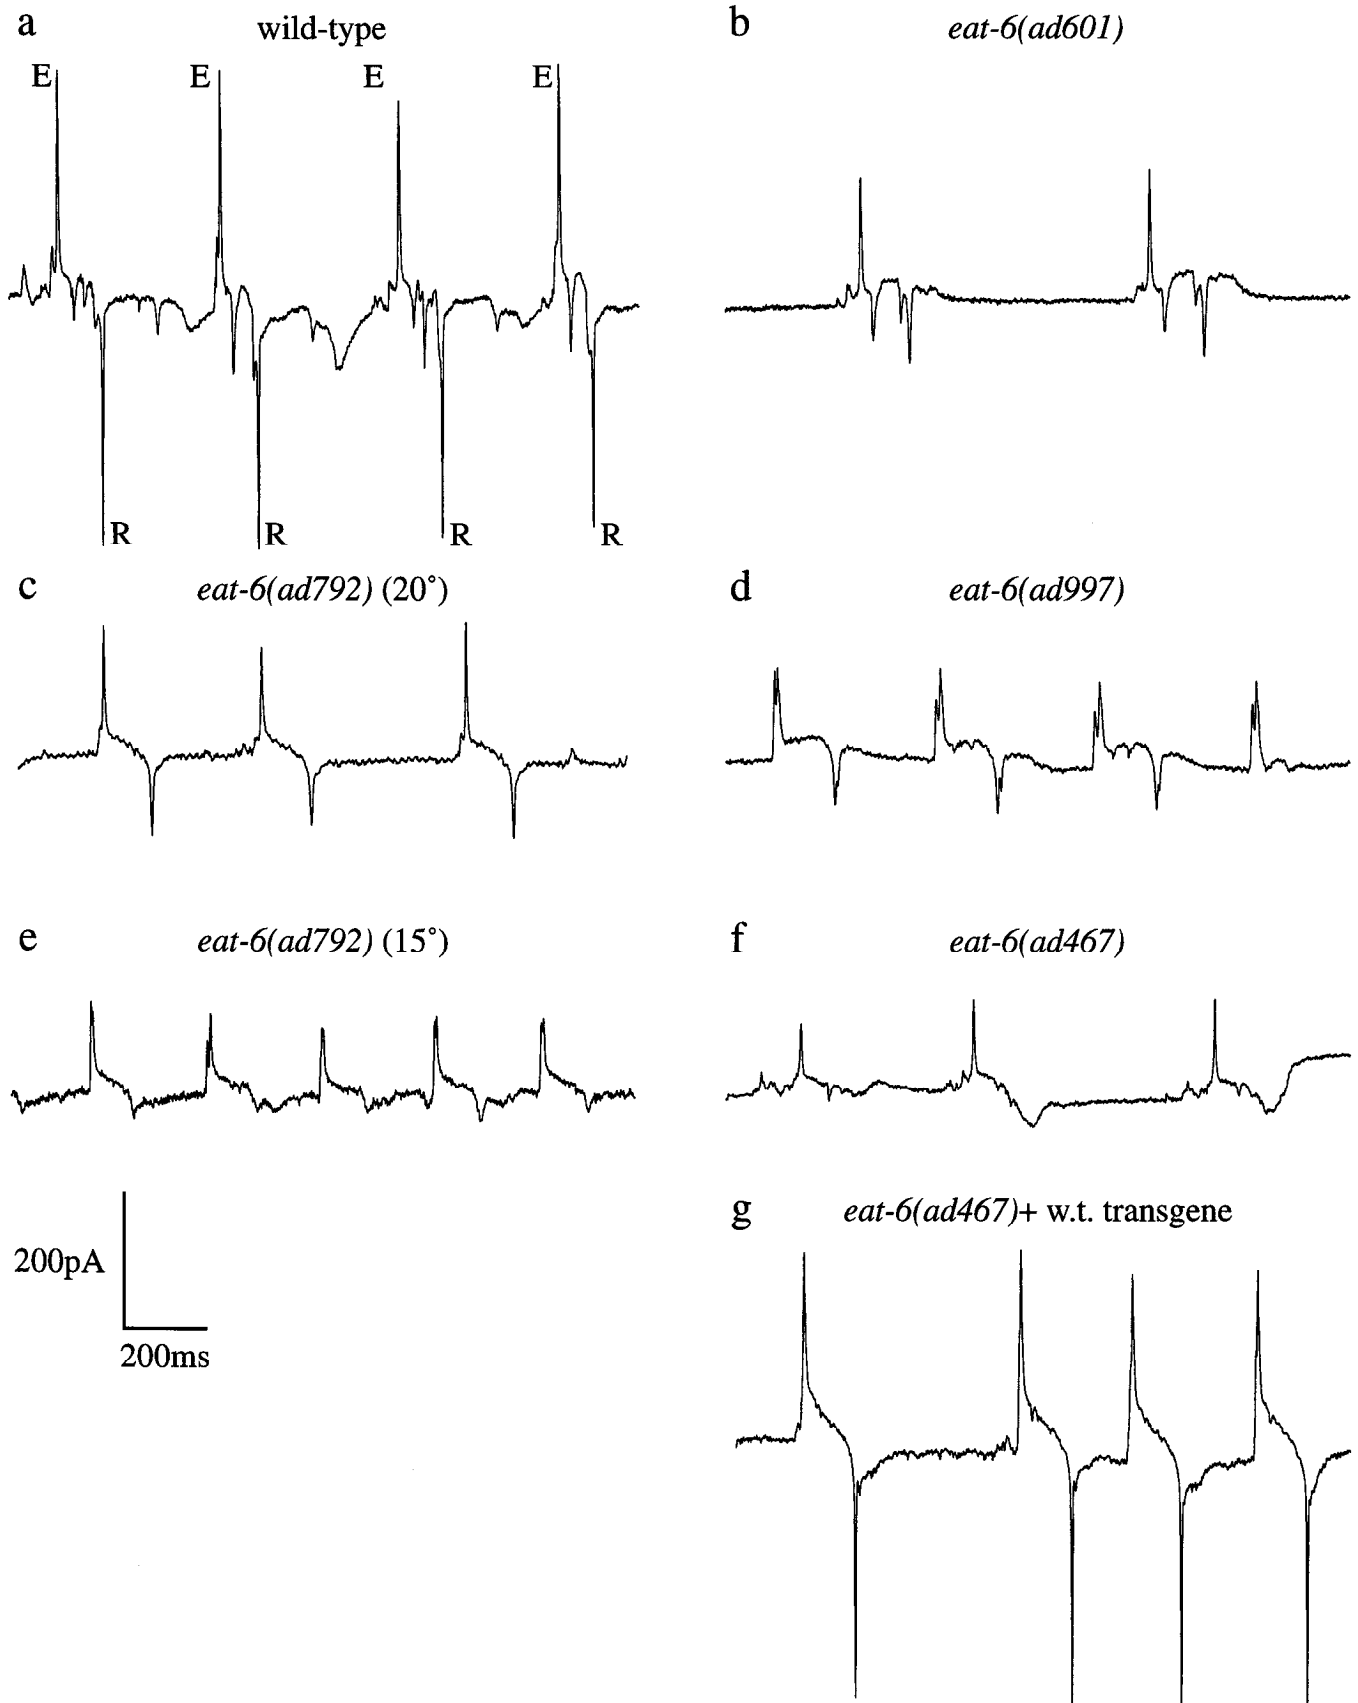 a
wild-type
b
eat-6(ad601)
E
E
E
E
R
R
R
R
c
eat-6(ad792) (20˚)
d
eat-6(ad997)
e
eat-6(ad792) (15˚)
f
eat-6(ad467)
200pA
200ms
g
eat-6(ad467)+ w.t. transgene